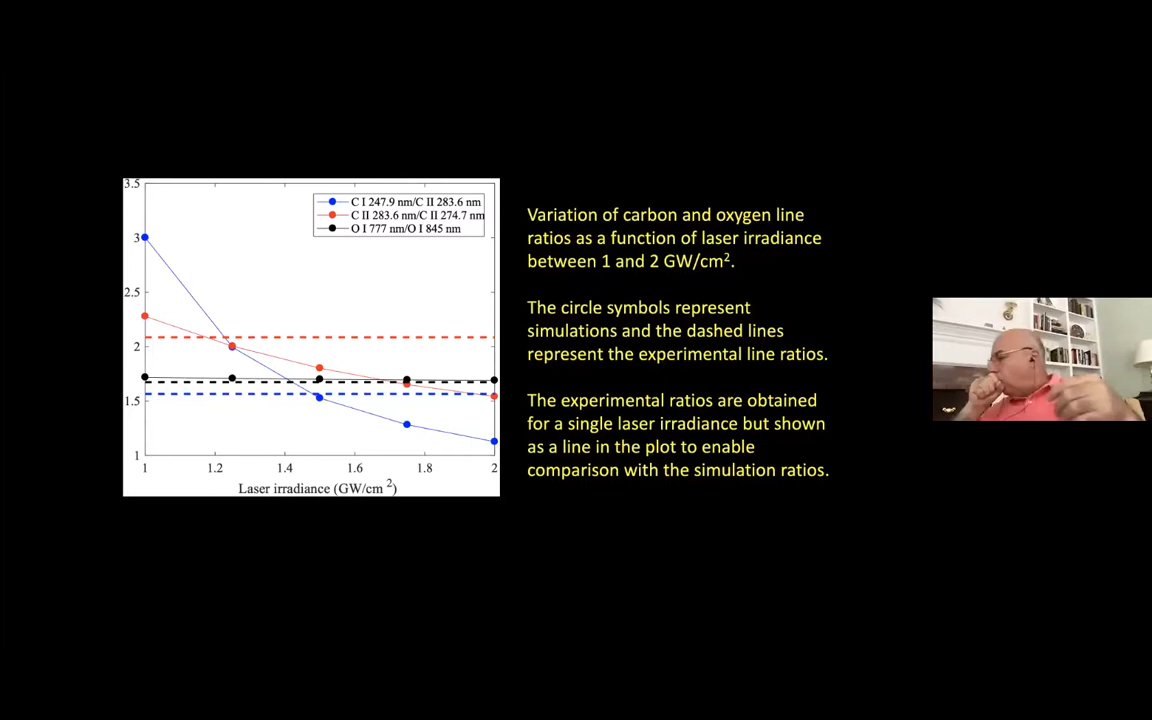 3.5
3
2.5
2
1.5
1
C I 247.9 nm/C II 283.6 nm
C II 283.6 nm/C II 274.7 nm
O I 777 nm/O I 845 nm
1 1.2 1.4 1.6 1.8 2
Laser irradiance (GW/cm²)
Variation of carbon and oxygen line
ratios as a function of laser irradiance
between 1 and 2 GW/cm².
The circle symbols represent
simulations and the dashed lines
represent the experimental line ratios.
The experimental ratios are obtained
for a single laser irradiance but shown
as a line in the plot to enable
comparison with the simulation ratios.